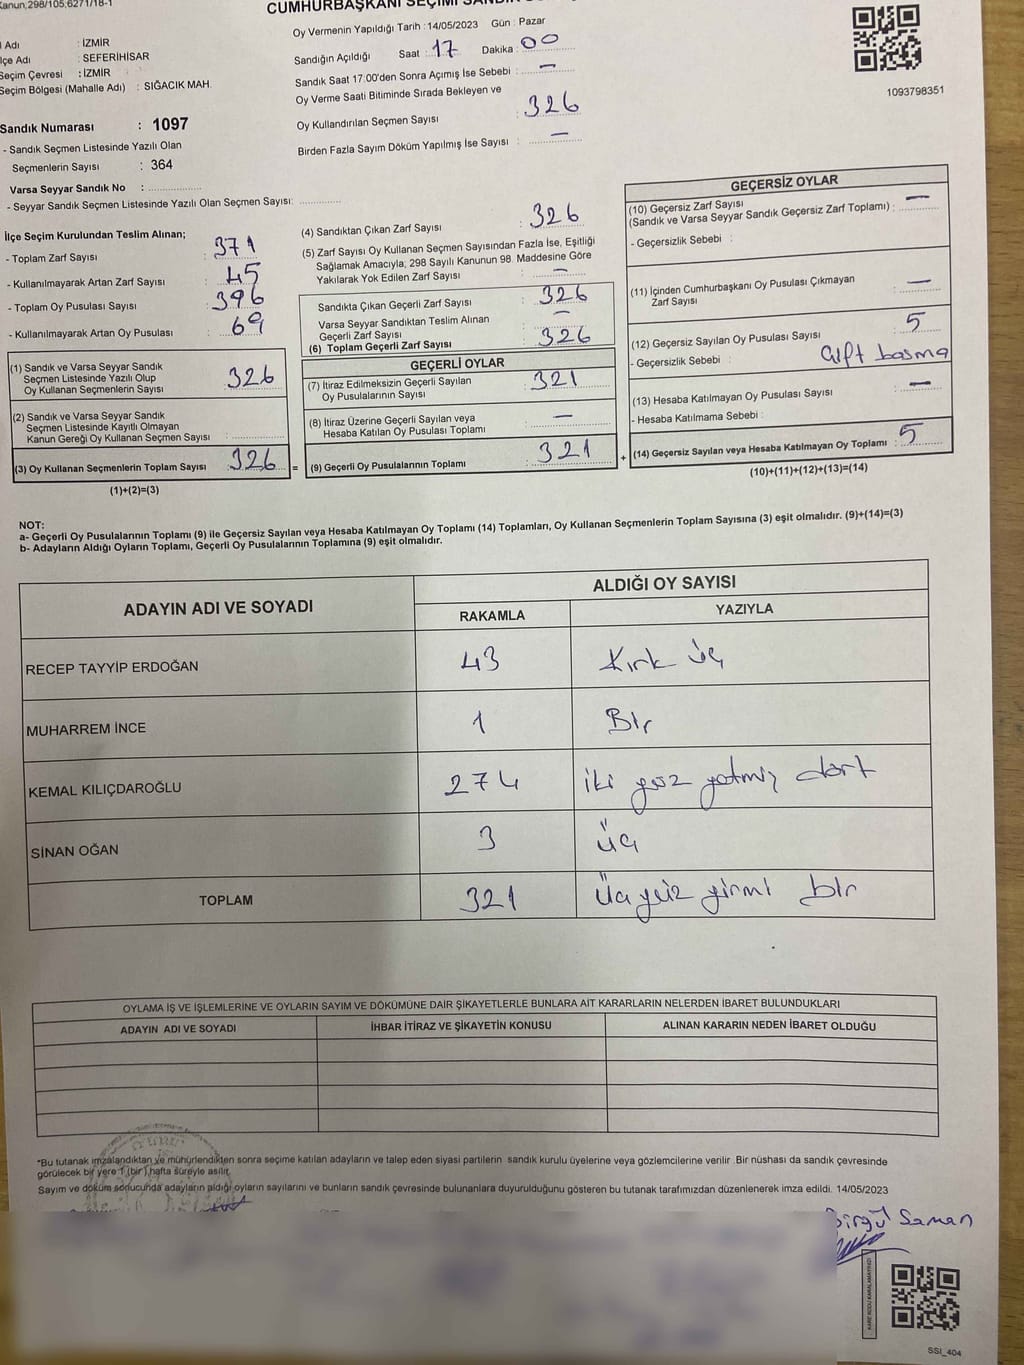 Kanun;298/105;6271/18-1
CUMHURBAŞKANI SEÇİMİ
İl Adı : İZMİR
İlçe Adı : SEFERİHİSAR
Seçim Çevresi : İZMİR
Seçim Bölgesi (Mahalle Adı) : SIĞACIK MAH.
Sandık Numarası : 1097
- Sandık Seçmen Listesinde Yazılı Olan
Seçmenlerin Sayısı : 364
Varsa Seyyar Sandık No :
- Seyyar Sandık Seçmen Listesinde Yazılı Olan Seçmen Sayısı:
Oy Vermenin Yapıldığı Tarih : 14/05/2023 Gün : Pazar
Sandığın Açıldığı Saat : 17 Dakika : 00
Sandık Saat 17:00'den Sonra Açımış İse Sebebi : —
Oy Verme Saati Bitiminde Sırada Bekleyen ve
Oy Kullandırılan Seçmen Sayısı : 326
Birden Fazla Sayım Döküm Yapılmış İse Sayısı : —
1093798351
İlçe Seçim Kurulundan Teslim Alınan;
- Toplam Zarf Sayısı : 371
- Kullanılmayarak Artan Zarf Sayısı : 45
- Toplam Oy Pusulası Sayısı : 396
- Kullanılmayarak Artan Oy Pusulası : 69
(1) Sandık ve Varsa Seyyar Sandık
Seçmen Listesinde Yazılı Olup
Oy Kullanan Seçmenlerin Sayısı : 326
(2) Sandık ve Varsa Seyyar Sandık
Seçmen Listesinde Kayıtlı Olmayan
Kanun Gereği Oy Kullanan Seçmen Sayısı :
(3) Oy Kullanan Seçmenlerin Toplam Sayısı 326
(1)+(2)=(3)
(4) Sandıktan Çıkan Zarf Sayısı : 326
(5) Zarf Sayısı Oy Kullanan Seçmen Sayısından Fazla İse, Eşitliği
Sağlamak Amacıyla, 298 Sayılı Kanunun 98. Maddesine Göre
Yakılarak Yok Edilen Zarf Sayısı : —
Sandıkta Çıkan Geçerli Zarf Sayısı : 326
Varsa Seyyar Sandıktan Teslim Alınan
Geçerli Zarf Sayısı : —
(6) Toplam Geçerli Zarf Sayısı : 326
GEÇERLİ OYLAR
(7) İtiraz Edilmeksizin Geçerli Sayılan
Oy Pusulalarının Sayısı : 321
(8) İtiraz Üzerine Geçerli Sayılan veya
Hesaba Katılan Oy Pusulası Toplamı : —
= (9) Geçerli Oy Pusulalarının Toplamı : 321
GEÇERSİZ OYLAR
(10) Geçersiz Zarf Sayısı
(Sandık ve Varsa Seyyar Sandık Geçersiz Zarf Toplamı) : —
- Geçersizlik Sebebi :
(11) İçinden Cumhurbaşkanı Oy Pusulası Çıkmayan
Zarf Sayısı : —
(12) Geçersiz Sayılan Oy Pusulası Sayısı : 5
- Geçersizlik Sebebi : Çift basma
(13) Hesaba Katılmayan Oy Pusulası Sayısı : —
- Hesaba Katılmama Sebebi :
+ (14) Geçersiz Sayılan veya Hesaba Katılmayan Oy Toplamı : 5
(10)+(11)+(12)+(13)=(14)
NOT:
a- Geçerli Oy Pusulalarının Toplamı (9) ile Geçersiz Sayılan veya Hesaba Katılmayan Oy Toplamı (14) Toplamları, Oy Kullanan Seçmenlerin Toplam Sayısına (3) eşit olmalıdır. (9)+(14)=(3)
b- Adayların Aldığı Oyların Toplamı, Geçerli Oy Pusulalarının Toplamına (9) eşit olmalıdır.
ADAYIN ADI VE SOYADI ALDIĞI OY SAYISI
RAKAMLA YAZIYLA
RECEP TAYYİP ERDOĞAN 43 Kırk üç
MUHARREM İNCE 1 Bir
KEMAL KILIÇDAROĞLU 274 iki yüz yetmiş dört
SİNAN OĞAN 3 üç
TOPLAM 321 Üç yüz yirmi bir
OYLAMA İŞ VE İŞLEMLERİNE VE OYLARIN SAYIM VE DÖKÜMÜNE DAİR ŞİKAYETLERLE BUNLARA AİT KARARLARIN NELERDEN İBARET BULUNDUKLARI
ADAYIN ADI VE SOYADI İHBAR İTİRAZ VE ŞİKAYETİN KONUSU ALINAN KARARIN NEDEN İBARET OLDUĞU
*Bu tutanak imzalandıktan ve mühürlendikten sonra seçime katılan adayların ve talep eden siyasi partilerin sandık kurulu üyelerine veya gözlemcilerine verilir .Bir nüshası da sandık çevresinde
görülecek bir yere 1 (bir ) hafta süreyle asılır.
Sayım ve döküm sonucunda adayların aldığı oyların sayılarını ve bunların sandık çevresinde bulunanlara duyurulduğunu gösteren bu tutanak tarafımızdan düzenlenerek imza edildi. 14/05/2023
Birgül Saman
KARE KODU KARALAMAYINIZ!
SSI_404